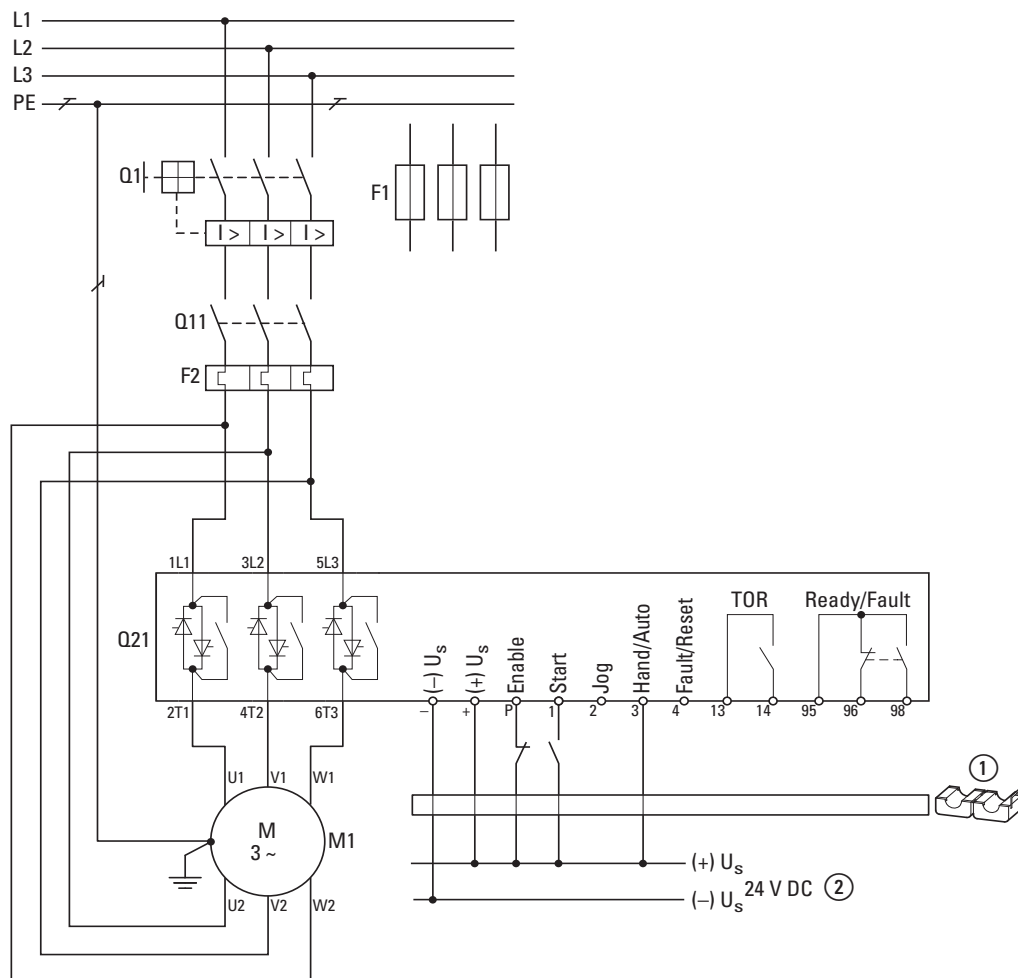 L1
L2
L3
PE
Q1
F1
I > I > I >
Q11
F2
1L1 3L2 5L3
TOR Ready/Fault
Q21
(–) Us
(+) Us
Enable
Start
Jog
Hand/Auto
Fault/Reset
2T1 4T2 6T3
– + P 1 2 3 4 13 14 95 96 98
U1 V1 W1
1
M
3 ~
M1
(+) Us
U2 V2 W2
(–) Us 24 V DC 2